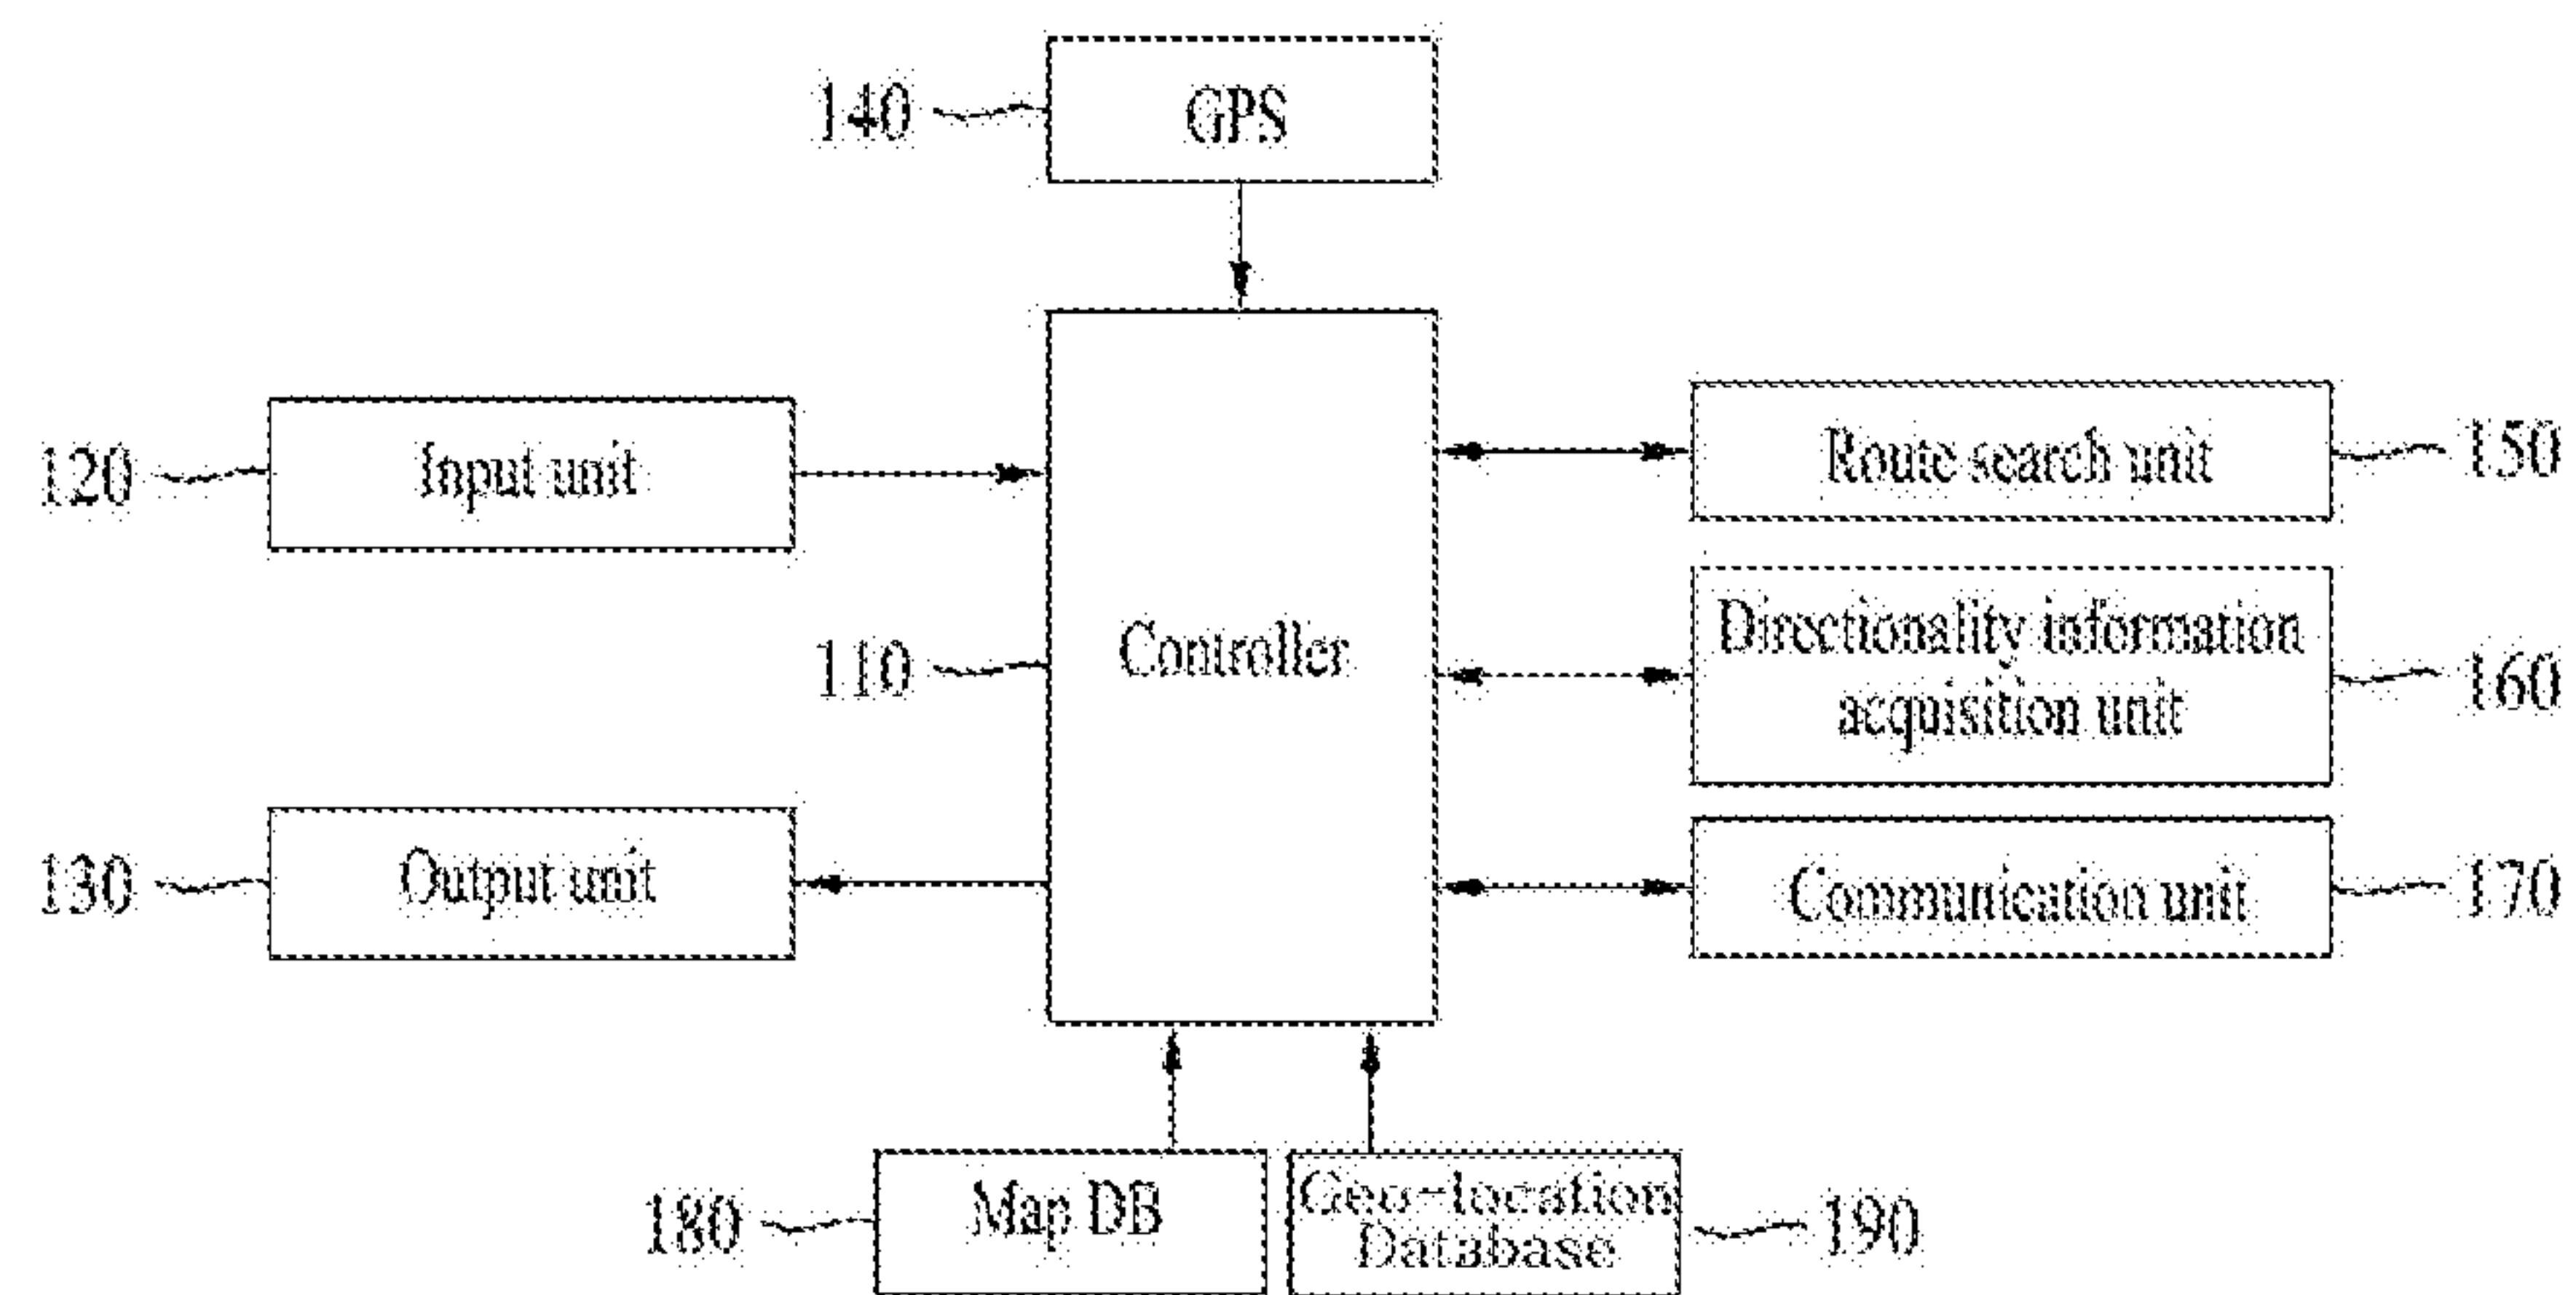 140
GPS
120
Input unit
Route search unit
150
110
Controller
Directionality information
acquisition unit
160
130
Output unit
Communication unit
170
180
Map DB
Geo-location
Database
190